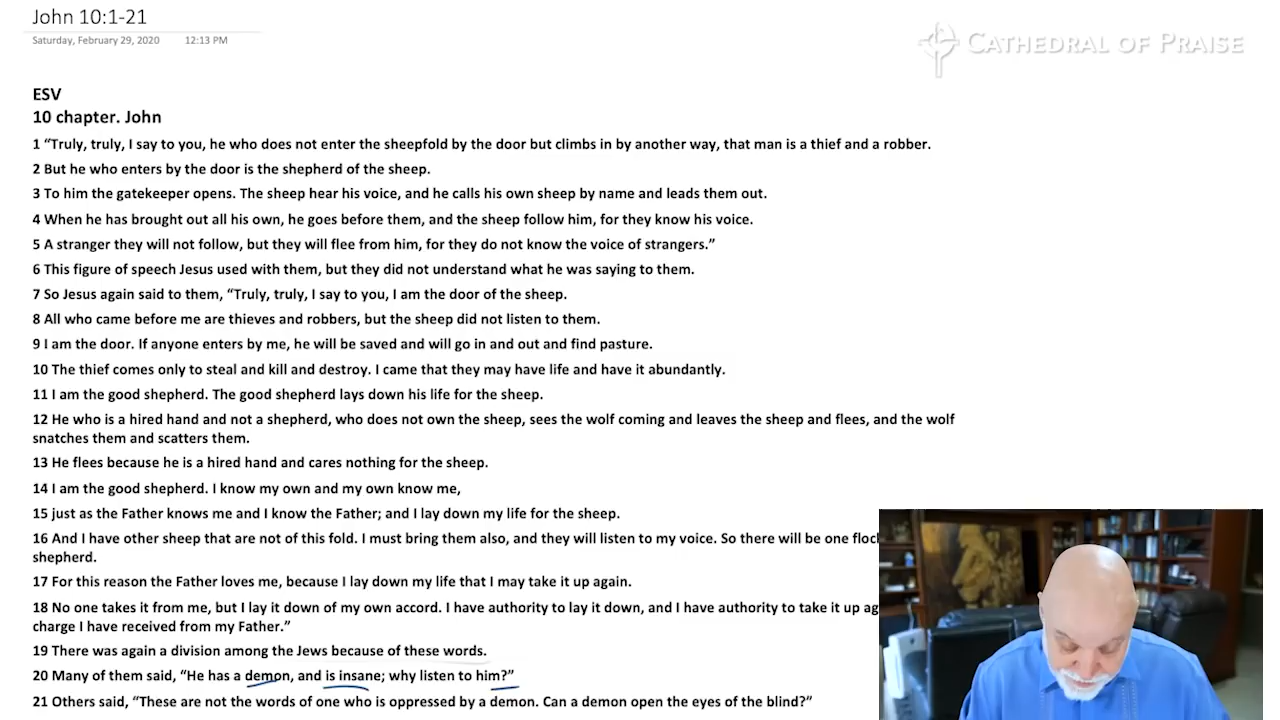 John 10:1-21
Saturday, February 29, 2020 12:13 PM
CATHEDRAL OF PRAISE
ESV
10 chapter. John
1 “Truly, truly, I say to you, he who does not enter the sheepfold by the door but climbs in by another way, that man is a thief and a robber.
2 But he who enters by the door is the shepherd of the sheep.
3 To him the gatekeeper opens. The sheep hear his voice, and he calls his own sheep by name and leads them out.
4 When he has brought out all his own, he goes before them, and the sheep follow him, for they know his voice.
5 A stranger they will not follow, but they will flee from him, for they do not know the voice of strangers.”
6 This figure of speech Jesus used with them, but they did not understand what he was saying to them.
7 So Jesus again said to them, “Truly, truly, I say to you, I am the door of the sheep.
8 All who came before me are thieves and robbers, but the sheep did not listen to them.
9 I am the door. If anyone enters by me, he will be saved and will go in and out and find pasture.
10 The thief comes only to steal and kill and destroy. I came that they may have life and have it abundantly.
11 I am the good shepherd. The good shepherd lays down his life for the sheep.
12 He who is a hired hand and not a shepherd, who does not own the sheep, sees the wolf coming and leaves the sheep and flees, and the wolf
snatches them and scatters them.
13 He flees because he is a hired hand and cares nothing for the sheep.
14 I am the good shepherd. I know my own and my own know me,
15 just as the Father knows me and I know the Father; and I lay down my life for the sheep.
16 And I have other sheep that are not of this fold. I must bring them also, and they will listen to my voice. So there will be one
shepherd.
17 For this reason the Father loves me, because I lay down my life that I may take it up again.
18 No one takes it from me, but I lay it down of my own accord. I have authority to lay it down, and I have authority to take it up
charge I have received from my Father.”
19 There was again a division among the Jews because of these words.
20 Many of them said, “He has a demon, and is insane; why listen to him?”
21 Others said, “These are not the words of one who is oppressed by a demon. Can a demon open the eyes of the blind?”